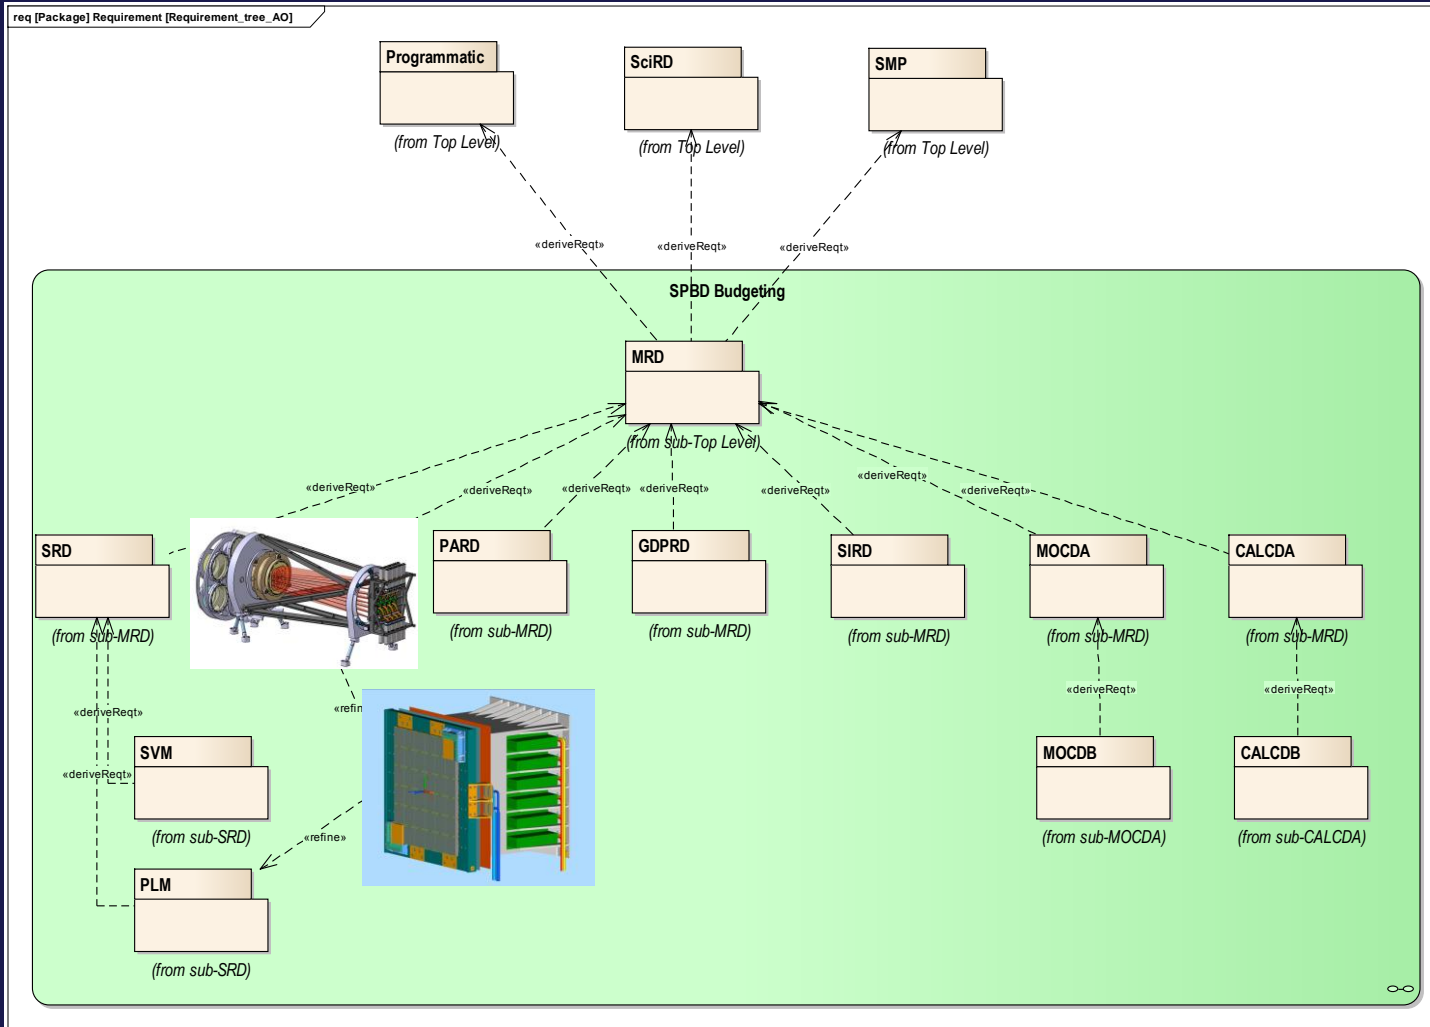 req [Package] Requirement [Requirement_tree_AO]
Programmatic
SciRD
SMP
(from Top Level)
(from Top Level)
(from Top Level)
«deriveReqt»
«deriveReqt»
«deriveReqt»
SPBD Budgeting
MRD
(from sub-Top Level)
«deriveReqt»
«deriveReqt»
«deriveReqt»
«deriveReqt»
«deriveReqt»
«deriveReqt»
«deriveReqt»
SRD
PARD
GDPRD
SIRD
MOCDA
CALCDA
(from sub-MRD)
(from sub-MRD)
(from sub-MRD)
(from sub-MRD)
(from sub-MRD)
(from sub-MRD)
«deriveReqt»
«refin
«deriveReqt»
«deriveReqt»
SVM
MOCDB
CALCDB
«deriveReqt»
(from sub-SRD)
«refine»
(from sub-MOCDA)
(from sub-CALCDA)
PLM
(from sub-SRD)